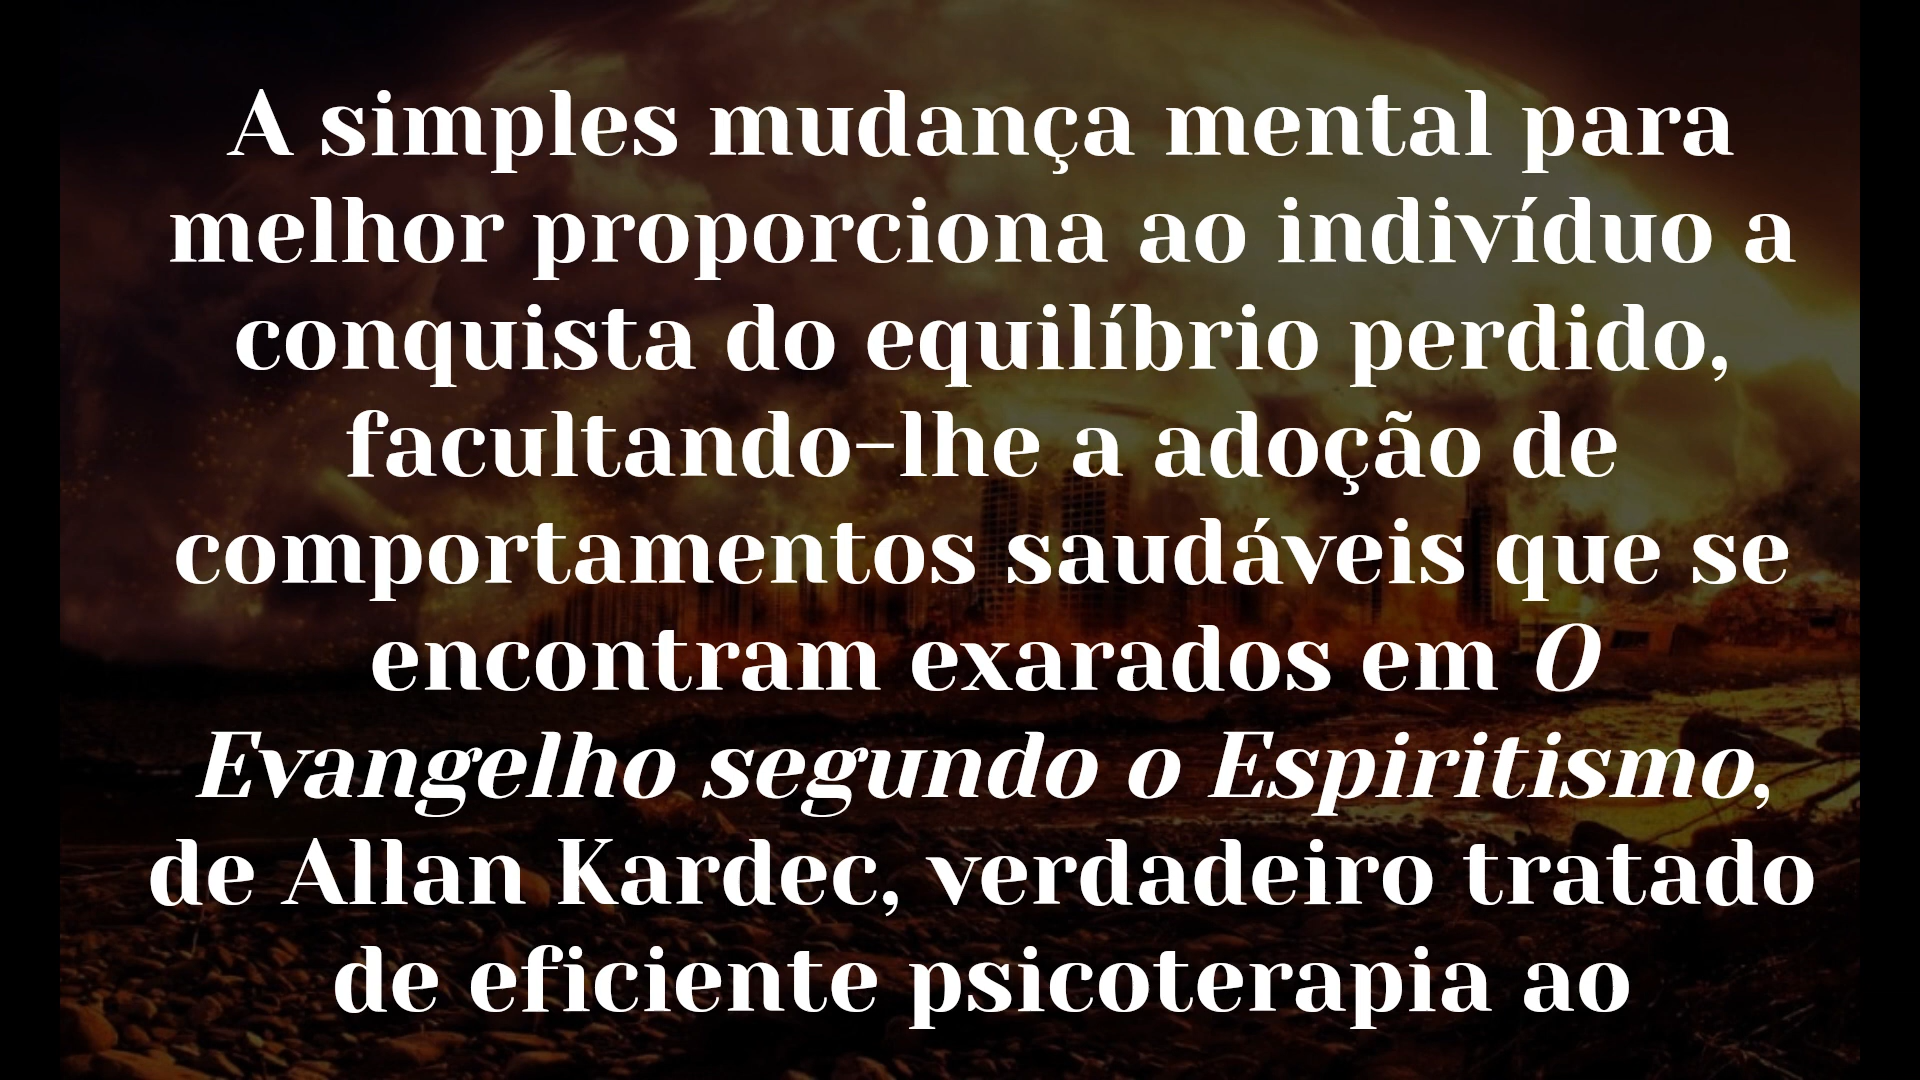 A simples mudança mental para
melhor proporciona ao indivíduo a
conquista do equilíbrio perdido,
facultando-lhe a adoção de
comportamentos saudáveis que se
encontram exarados em O
Evangelho segundo o Espiritismo,
de Allan Kardec, verdadeiro tratado
de eficiente psicoterapia ao